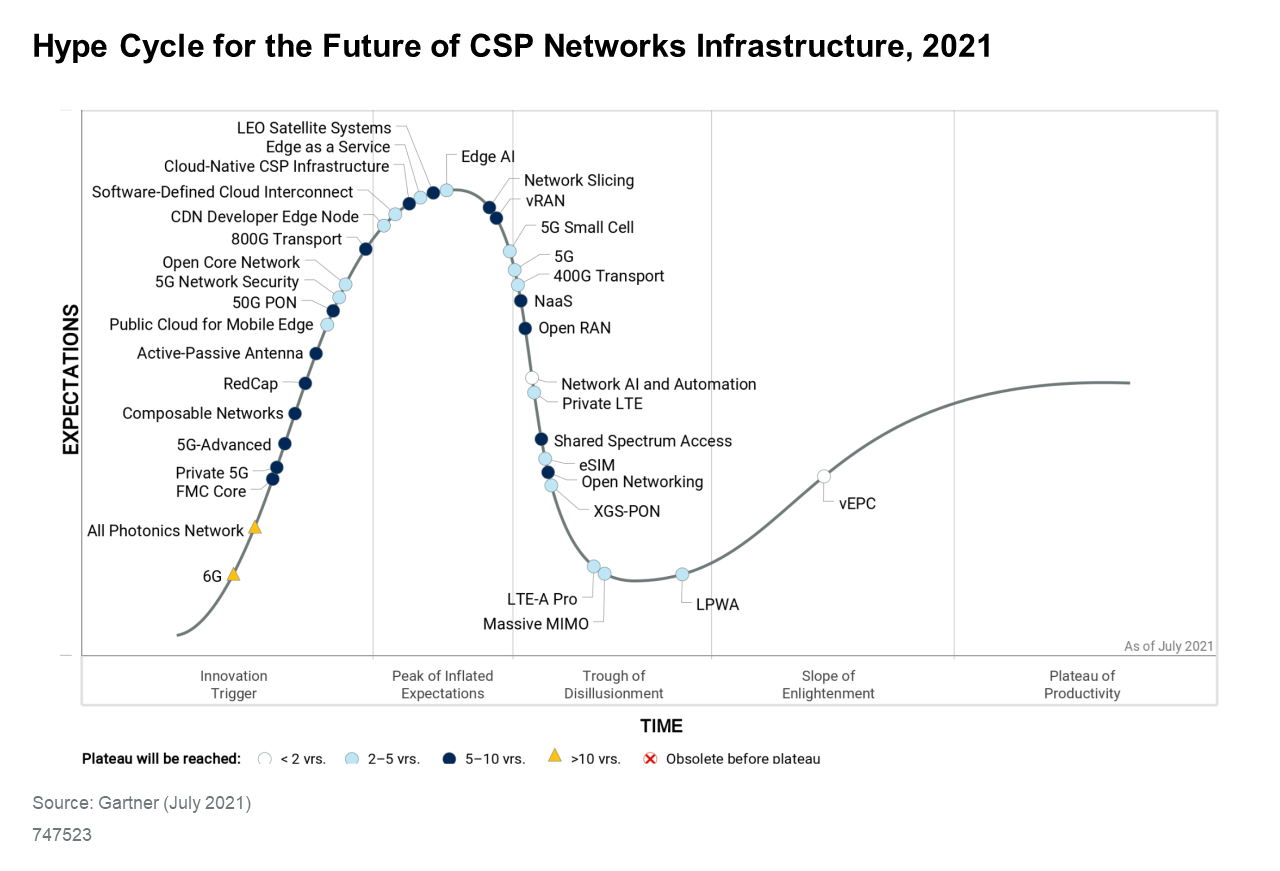 Hype Cycle for the Future of CSP Networks Infrastructure, 2021
LEO Satellite Systems
Edge as a Service
Cloud-Native CSP Infrastructure
Software-Defined Cloud Interconnect
CDN Developer Edge Node
800G Transport
Open Core Network
5G Network Security
50G PON
Public Cloud for Mobile Edge
Active-Passive Antenna
RedCap
Composable Networks
5G-Advanced
Private 5G
FMC Core
All Photonics Network
6G
Edge AI
Network Slicing
vRAN
5G Small Cell
5G
400G Transport
NaaS
Open RAN
Network AI and Automation
Private LTE
Shared Spectrum Access
eSIM
Open Networking
XGS-PON
LTE-A Pro
Massive MIMO
LPWA
vEPC
EXPECTATIONS
As of July 2021
Innovation
Trigger
Peak of Inflated
Expectations
Trough of
Disillusionment
Slope of
Enlightenment
Plateau of
Productivity
TIME
Plateau will be reached: < 2 yrs. 2–5 yrs. 5–10 yrs. >10 yrs. Obsolete before plateau
Source: Gartner (July 2021)
747523